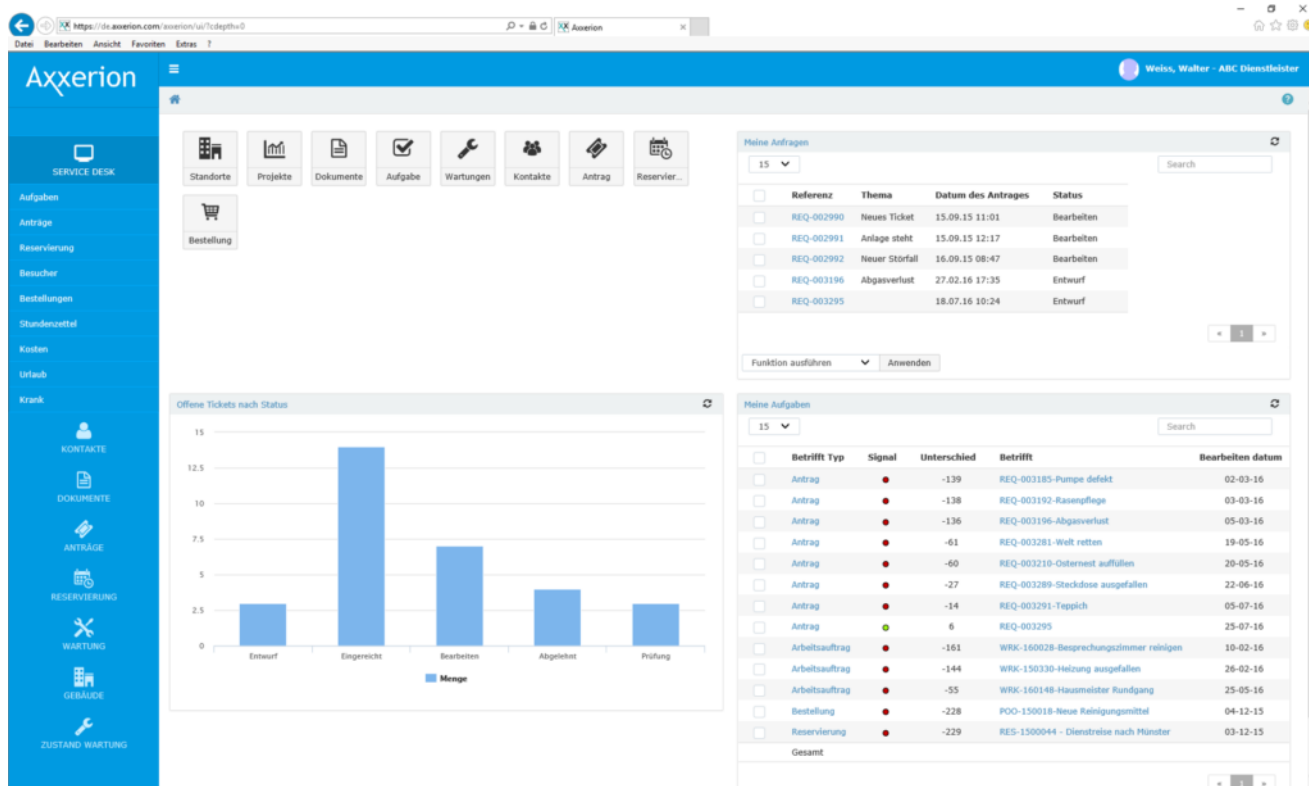 https://de.axxerion.com/axxerion/ui/?cdepth=0
Axxerion
Datei Bearbeiten Ansicht Favoriten Extras ?
Axxerion
Weiss, Walter - ABC Dienstleister
SERVICE DESK
Aufgaben
Anträge
Reservierung
Besucher
Bestellungen
Stundenzettel
Kosten
Urlaub
Krank
KONTAKTE
DOKUMENTE
ANTRÄGE
RESERVIERUNG
WARTUNG
GEBÄUDE
ZUSTAND WARTUNG
Standorte Projekte Dokumente Aufgabe Wartungen Kontakte Antrag Reservier...
Bestellung
Meine Anfragen
15 Search
Referenz Thema Datum des Antrages Status
REQ-002990 Neues Ticket 15.09.15 11:01 Bearbeiten
REQ-002991 Anlage steht 15.09.15 12:17 Bearbeiten
REQ-002992 Neuer Störfall 16.09.15 08:47 Bearbeiten
REQ-003196 Abgasverlust 27.02.16 17:35 Entwurf
REQ-003295 18.07.16 10:24 Entwurf
« 1 »
Funktion ausführen Anwenden
Offene Tickets nach Status
15
12.5
10
7.5
5
2.5
0
Entwurf Eingereicht Bearbeiten Abgelehnt Prüfung
Menge
Meine Aufgaben
15 Search
Betrifft Typ Signal Unterschied Betrifft Bearbeiten datum
Antrag -139 REQ-003185-Pumpe defekt 02-03-16
Antrag -138 REQ-003192-Rasenpflege 03-03-16
Antrag -136 REQ-003196-Abgasverlust 05-03-16
Antrag -61 REQ-003281-Welt retten 19-05-16
Antrag -60 REQ-003210-Osternest auffüllen 20-05-16
Antrag -27 REQ-003289-Steckdose ausgefallen 22-06-16
Antrag -14 REQ-003291-Teppich 05-07-16
Antrag 6 REQ-003295 25-07-16
Arbeitsauftrag -161 WRK-160028-Besprechungszimmer reinigen 10-02-16
Arbeitsauftrag -144 WRK-150330-Heizung ausgefallen 26-02-16
Arbeitsauftrag -55 WRK-160148-Hausmeister Rundgang 25-05-16
Bestellung -228 POO-150018-Neue Reinigungsmittel 04-12-15
Reservierung -229 RES-1500044 - Dienstreise nach Münster 03-12-15
Gesamt
« 1 »